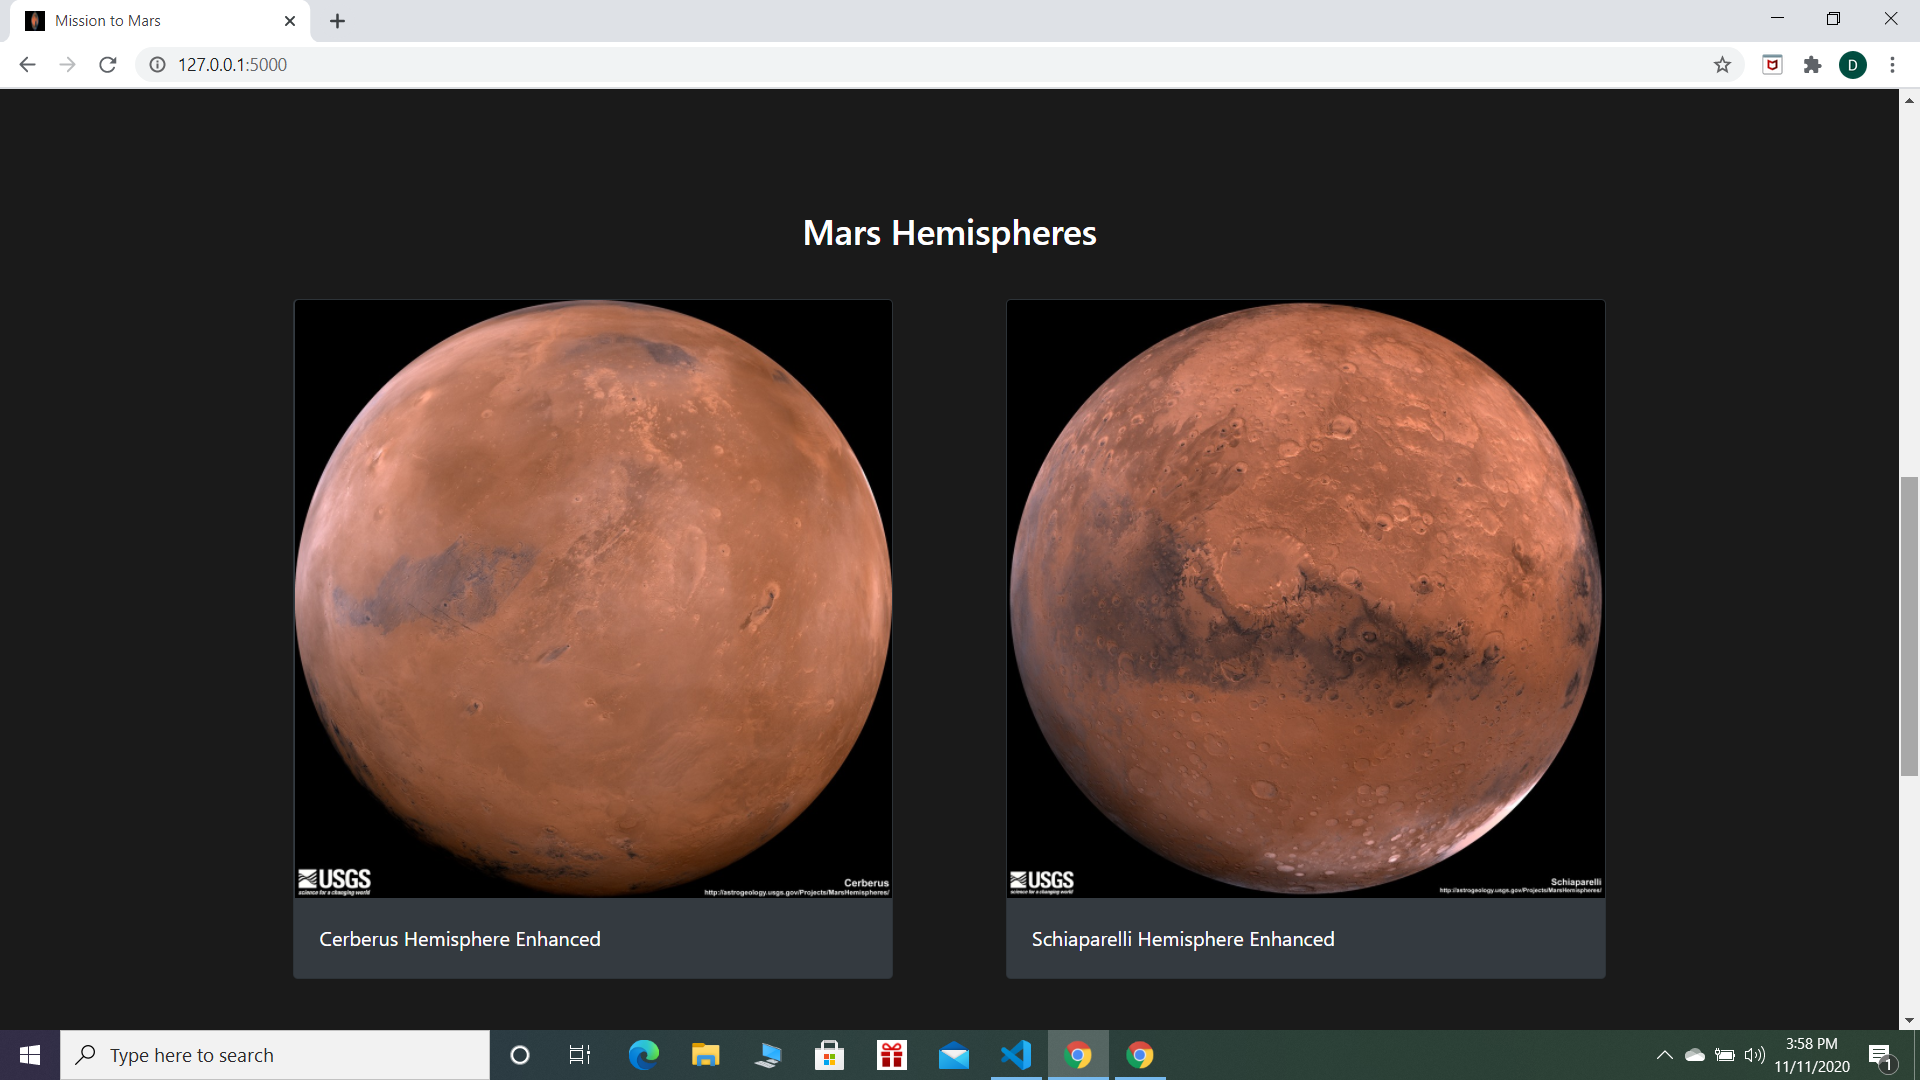 Mission to Mars
127.0.0.1:5000
D
Mars Hemispheres
USGS
science for a changing world
Cerberus
http://astrogeology.usgs.gov/Projects/MarsHemispheres/
USGS
science for a changing world
Schiaparelli
http://astrogeology.usgs.gov/Projects/MarsHemispheres/
Cerberus Hemisphere Enhanced
Schiaparelli Hemisphere Enhanced
Type here to search
3:58 PM
11/11/2020
1